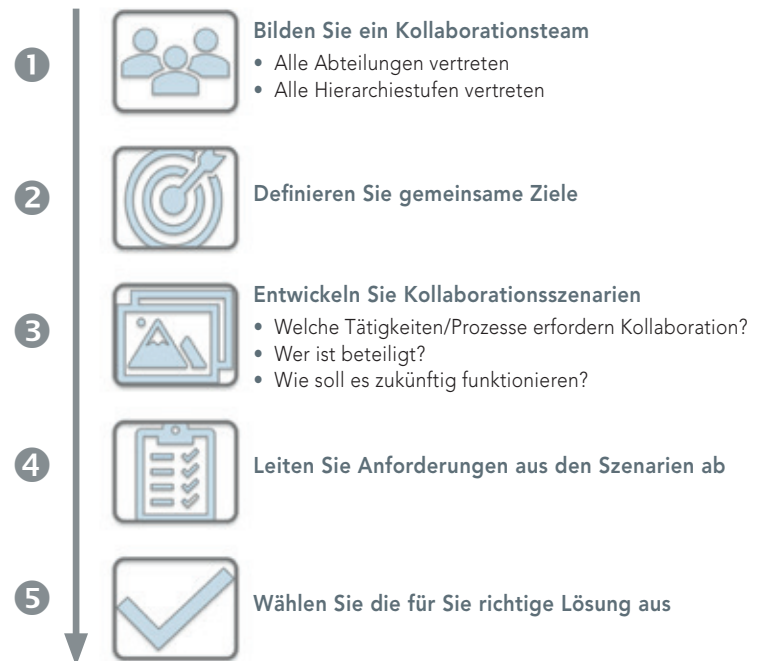 1
Bilden Sie ein Kollaborationsteam
• Alle Abteilungen vertreten
• Alle Hierarchiestufen vertreten
2
Definieren Sie gemeinsame Ziele
3
Entwickeln Sie Kollaborationsszenarien
• Welche Tätigkeiten/Prozesse erfordern Kollaboration?
• Wer ist beteiligt?
• Wie soll es zukünftig funktionieren?
4
Leiten Sie Anforderungen aus den Szenarien ab
5
Wählen Sie die für Sie richtige Lösung aus